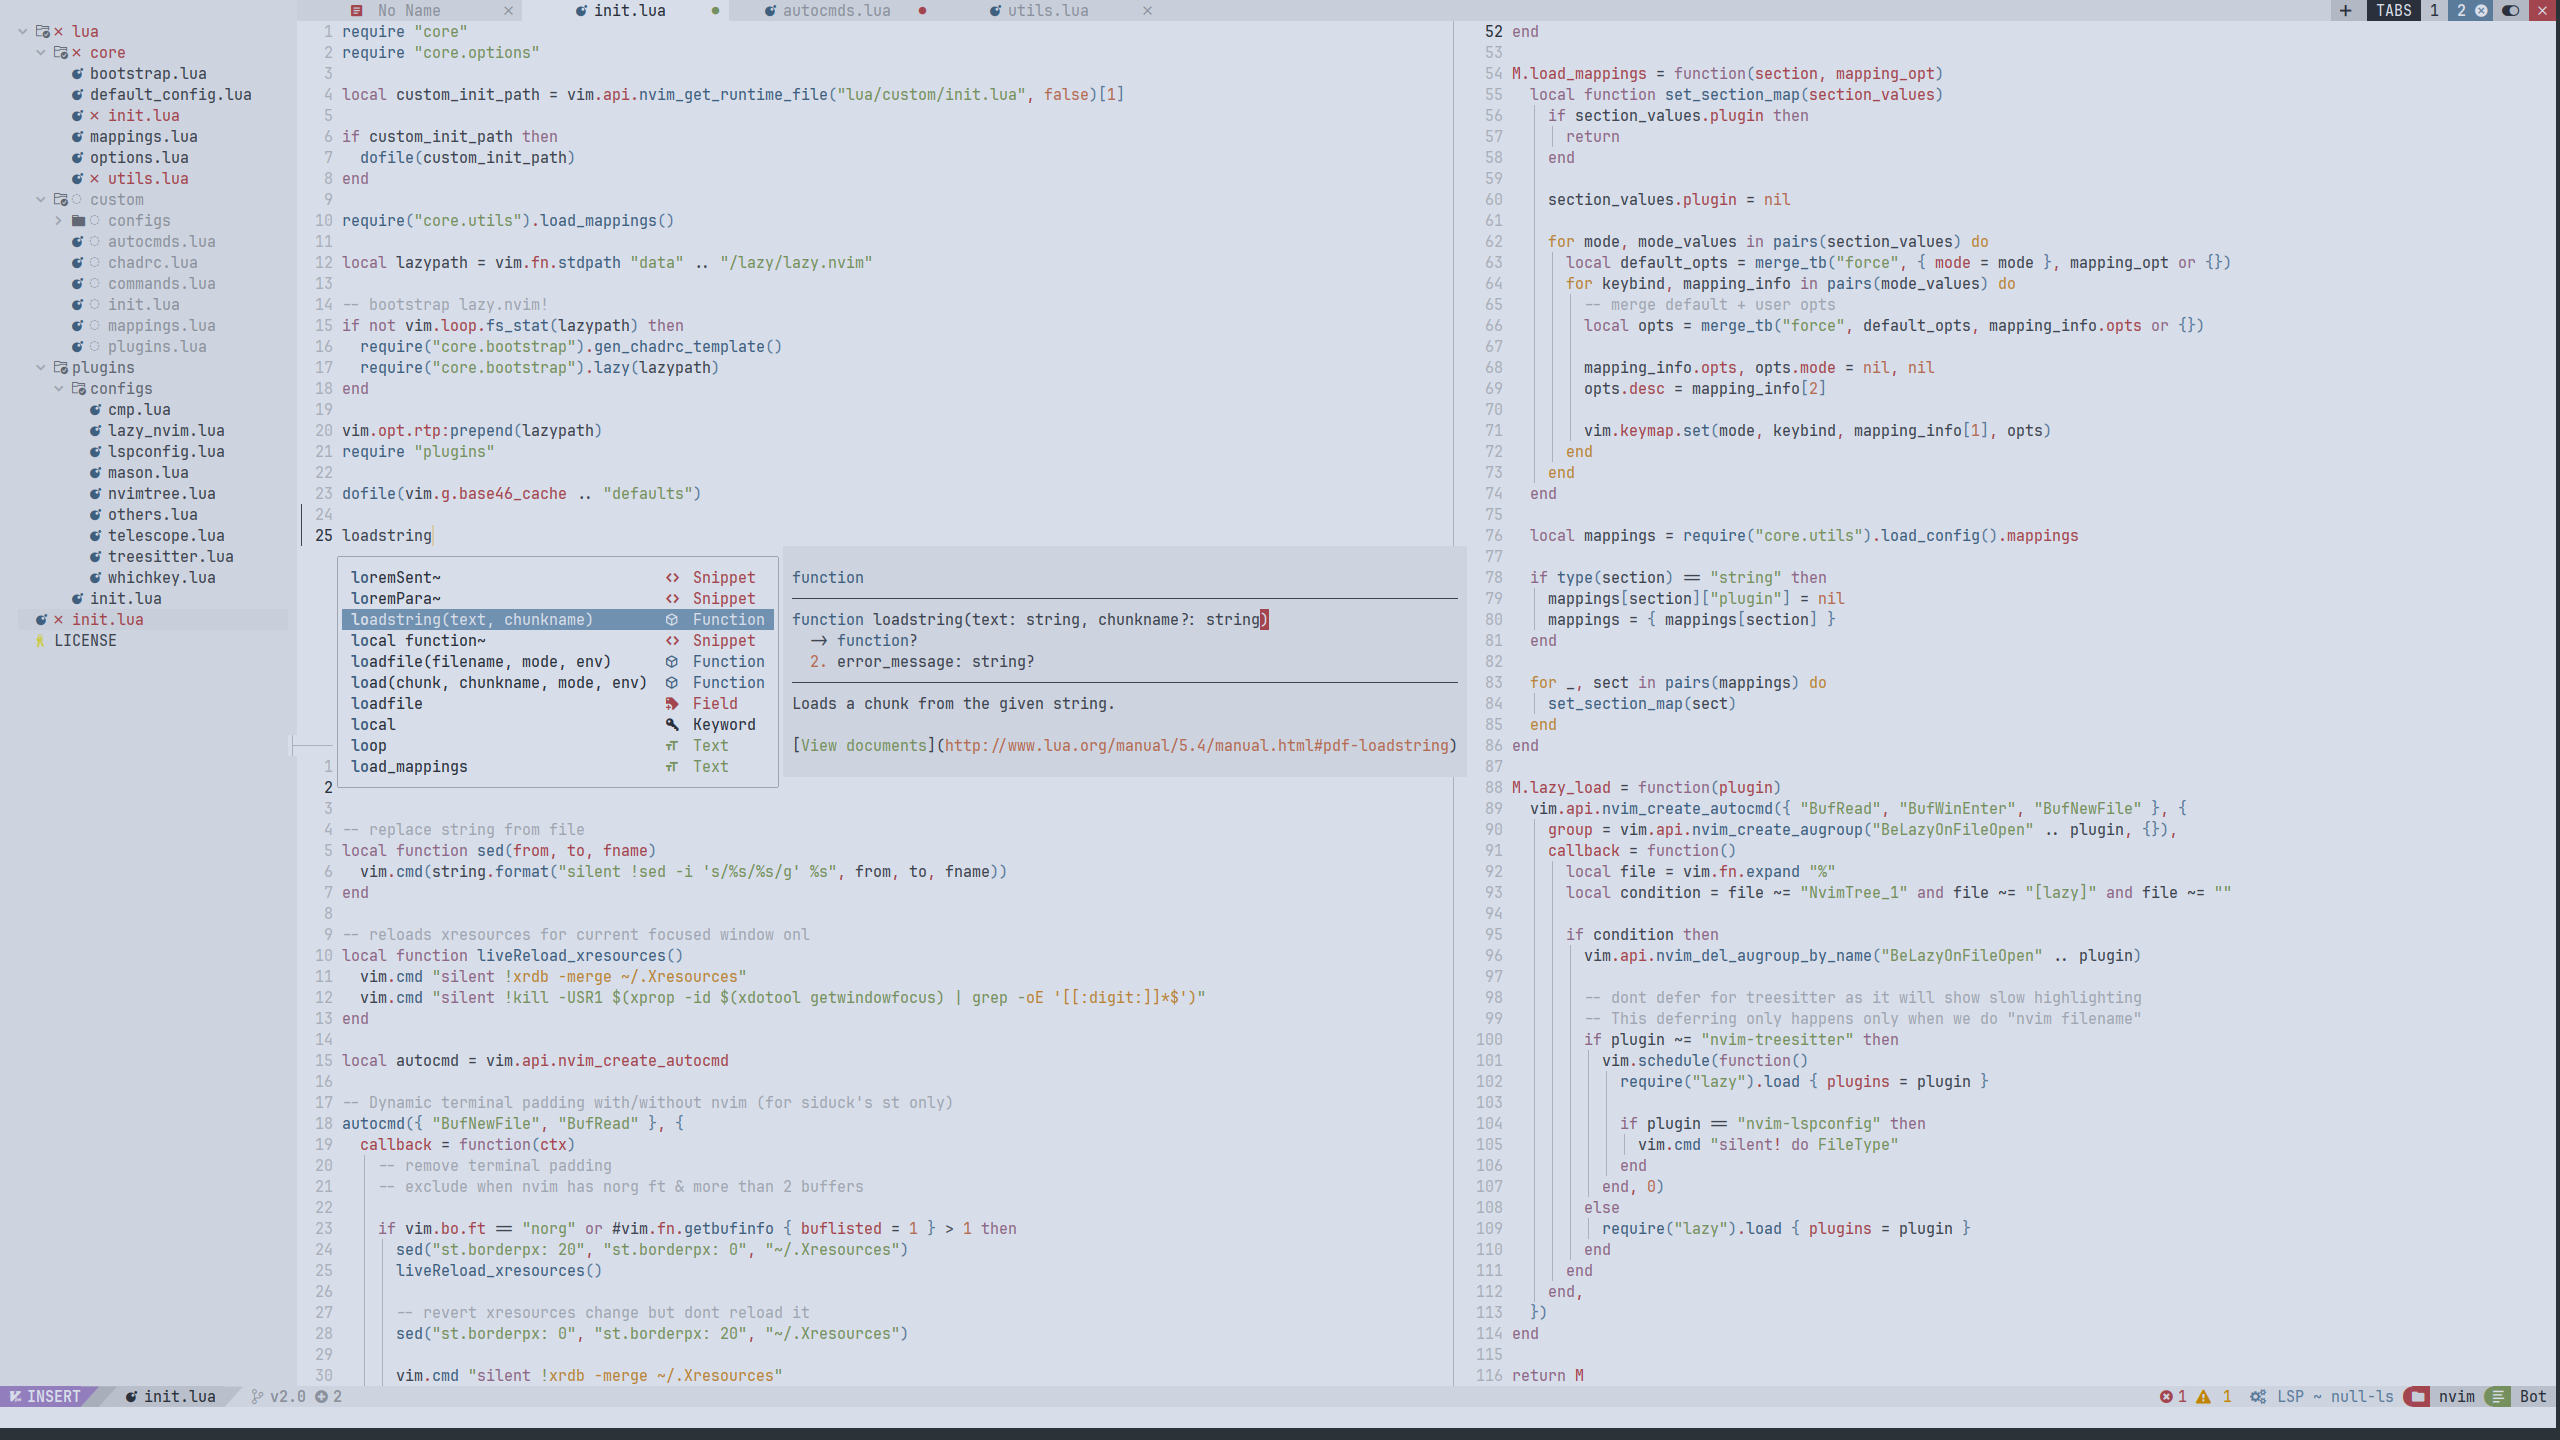 No Name
init.lua
autocmds.lua
utils.lua
TABS 1 2
lua
core
bootstrap.lua
default_config.lua
init.lua
mappings.lua
options.lua
utils.lua
custom
configs
autocmds.lua
chadrc.lua
commands.lua
init.lua
mappings.lua
plugins.lua
plugins
configs
cmp.lua
lazy_nvim.lua
lspconfig.lua
mason.lua
nvimtree.lua
others.lua
telescope.lua
treesitter.lua
whichkey.lua
init.lua
init.lua
LICENSE
1 require "core"
2 require "core.options"
3
4 local custom_init_path = vim.api.nvim_get_runtime_file("lua/custom/init.lua", false)[1]
5
6 if custom_init_path then
7   dofile(custom_init_path)
8 end
9
10 require("core.utils").load_mappings()
11
12 local lazypath = vim.fn.stdpath "data" .. "/lazy/lazy.nvim"
13
14 -- bootstrap lazy.nvim!
15 if not vim.loop.fs_stat(lazypath) then
16   require("core.bootstrap").gen_chadrc_template()
17   require("core.bootstrap").lazy(lazypath)
18 end
19
20 vim.opt.rtp:prepend(lazypath)
21 require "plugins"
22
23 dofile(vim.g.base46_cache .. "defaults")
24
25 loadstring
loremSent~ Snippet
loremPara~ Snippet
loadstring(text, chunkname) Function
local function~ Snippet
loadfile(filename, mode, env) Function
load(chunk, chunkname, mode, env) Function
loadfile Field
local Keyword
loop Text
load_mappings Text
function
function loadstring(text: string, chunkname?: string)
  -> function?
  2. error_message: string?
Loads a chunk from the given string.
[View documents](http://www.lua.org/manual/5.4/manual.html#pdf-loadstring)
1
2
3
4 -- replace string from file
5 local function sed(from, to, fname)
6   vim.cmd(string.format("silent !sed -i 's/%s/%s/g' %s", from, to, fname))
7 end
8
9 -- reloads xresources for current focused window onl
10 local function liveReload_xresources()
11   vim.cmd "silent !xrdb -merge ~/.Xresources"
12   vim.cmd "silent !kill -USR1 $(xprop -id $(xdotool getwindowfocus) | grep -oE '[[:digit:]]*$')"
13 end
14
15 local autocmd = vim.api.nvim_create_autocmd
16
17 -- Dynamic terminal padding with/without nvim (for siduck's st only)
18 autocmd({ "BufNewFile", "BufRead" }, {
19   callback = function(ctx)
20     -- remove terminal padding
21     -- exclude when nvim has norg ft & more than 2 buffers
22
23     if vim.bo.ft == "norg" or #vim.fn.getbufinfo { buflisted = 1 } > 1 then
24       sed("st.borderpx: 20", "st.borderpx: 0", "~/.Xresources")
25       liveReload_xresources()
26
27       -- revert xresources change but dont reload it
28       sed("st.borderpx: 0", "st.borderpx: 20", "~/.Xresources")
29
30       vim.cmd "silent !xrdb -merge ~/.Xresources"
52 end
53
54 M.load_mappings = function(section, mapping_opt)
55   local function set_section_map(section_values)
56     if section_values.plugin then
57       return
58     end
59
60     section_values.plugin = nil
61
62     for mode, mode_values in pairs(section_values) do
63       local default_opts = merge_tb("force", { mode = mode }, mapping_opt or {})
64       for keybind, mapping_info in pairs(mode_values) do
65         -- merge default + user opts
66         local opts = merge_tb("force", default_opts, mapping_info.opts or {})
67
68         mapping_info.opts, opts.mode = nil, nil
69         opts.desc = mapping_info[2]
70
71         vim.keymap.set(mode, keybind, mapping_info[1], opts)
72       end
73     end
74   end
75
76   local mappings = require("core.utils").load_config().mappings
77
78   if type(section) == "string" then
79     mappings[section]["plugin"] = nil
80     mappings = { mappings[section] }
81   end
82
83   for _, sect in pairs(mappings) do
84     set_section_map(sect)
85   end
86 end
87
88 M.lazy_load = function(plugin)
89   vim.api.nvim_create_autocmd({ "BufRead", "BufWinEnter", "BufNewFile" }, {
90     group = vim.api.nvim_create_augroup("BeLazyOnFileOpen" .. plugin, {}),
91     callback = function()
92       local file = vim.fn.expand "%"
93       local condition = file ~= "NvimTree_1" and file ~= "[lazy]" and file ~= ""
94
95       if condition then
96         vim.api.nvim_del_augroup_by_name("BeLazyOnFileOpen" .. plugin)
97
98         -- dont defer for treesitter as it will show slow highlighting
99         -- This deferring only happens only when we do "nvim filename"
100         if plugin ~= "nvim-treesitter" then
101           vim.schedule(function()
102             require("lazy").load { plugins = plugin }
103
104             if plugin == "nvim-lspconfig" then
105               vim.cmd "silent! do FileType"
106             end
107           end, 0)
108         else
109           require("lazy").load { plugins = plugin }
110         end
111       end
112     end,
113   })
114 end
115
116 return M
INSERT init.lua v2.0 2
1 1 LSP ~ null-ls nvim Bot